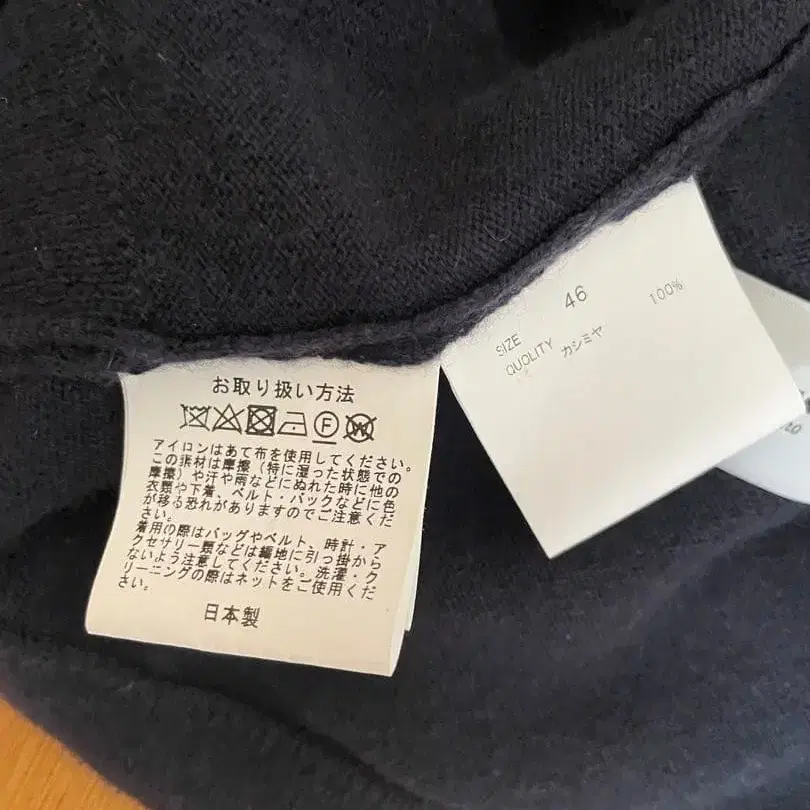 お取り扱い方法
F W
アイロンはあて布を使用してください。
この素材は摩擦(特に湿った状態での
摩擦)や汗や雨などにぬれた時に他の
衣類や下着、ベルト・バックなどに色
が移る恐れがありますのでご注意くだ
さい。
着用の際はバッグやベルト、時計・ア
クセサリー類などは編地に引っ掛から
ないよう注意してください。洗濯・ク
リーニングの際はネットをご使用くだ
さい。
日本製
SIZE 46
QUOLITY カシミヤ 100%